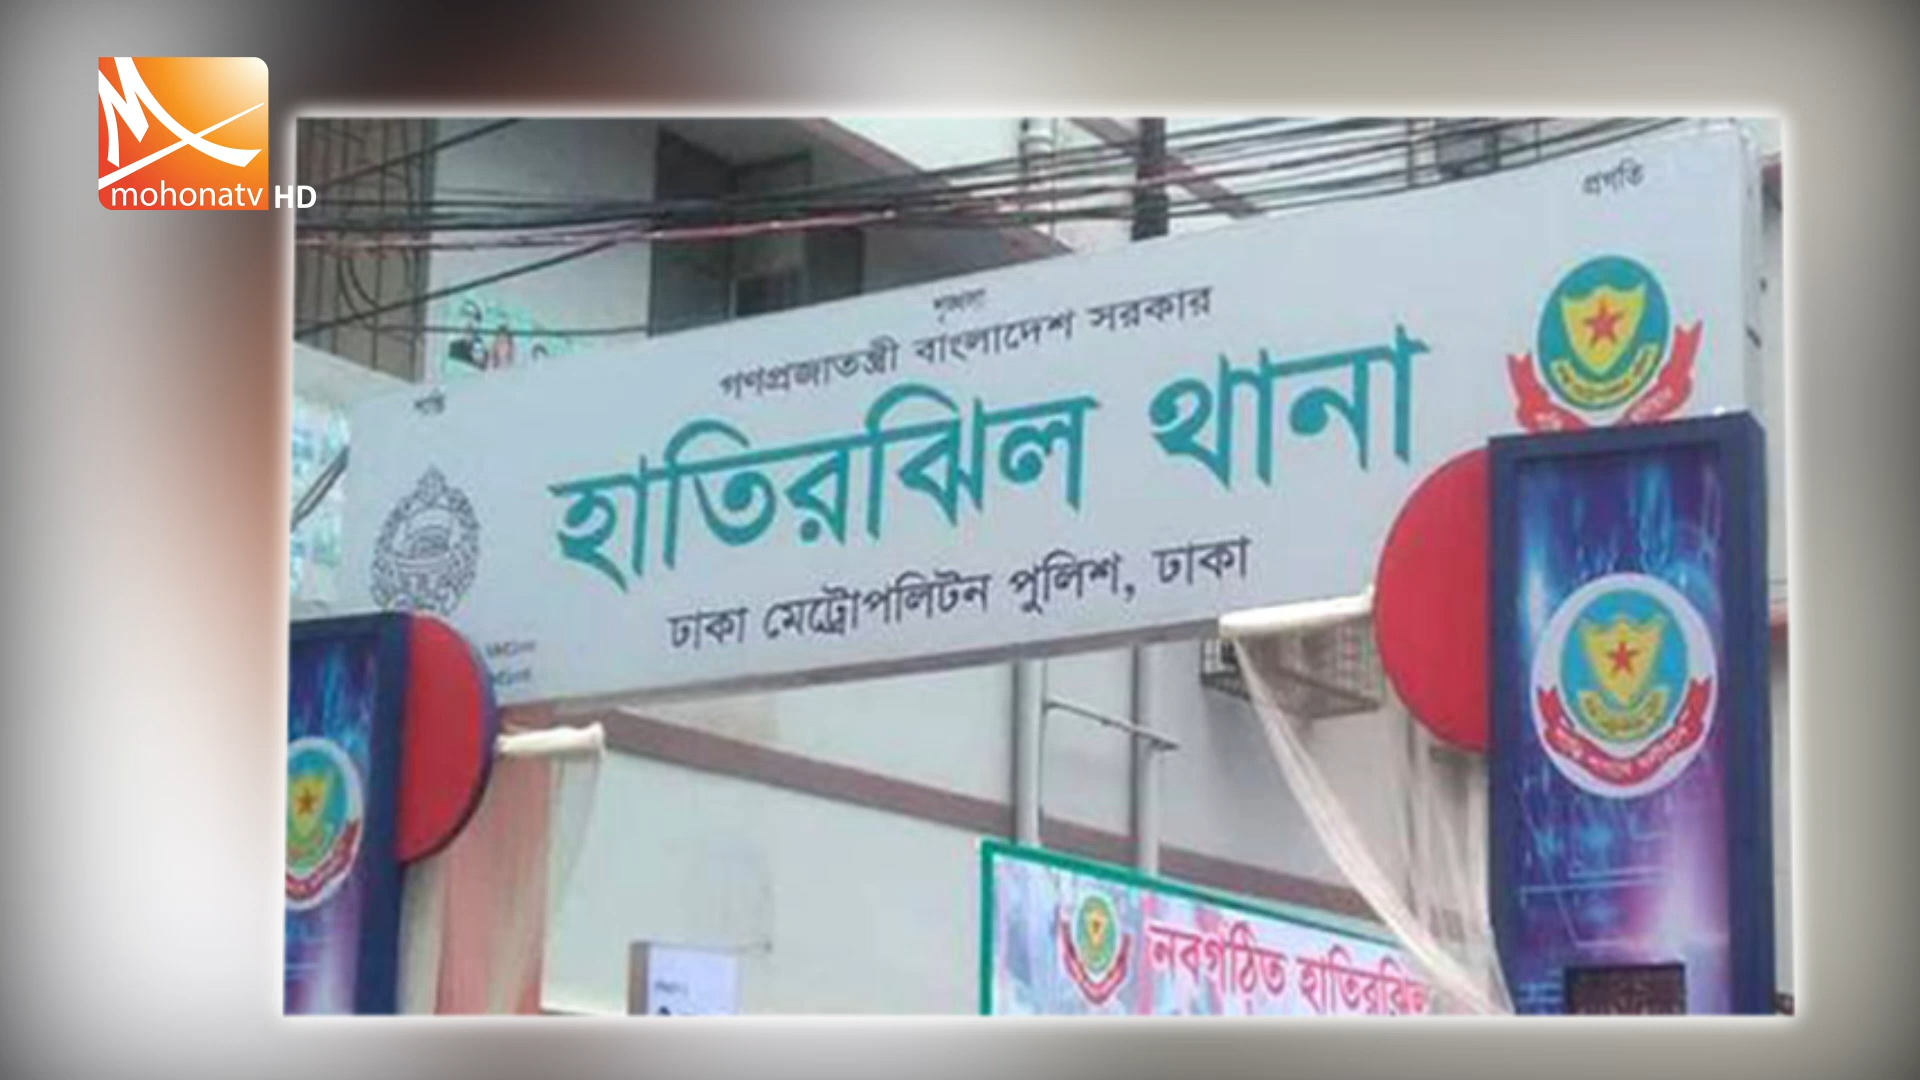 mohonatv HD
প্রগতি
শৃঙ্খলা
গণপ্রজাতন্ত্রী বাংলাদেশ সরকার
হাতিরঝিল থানা
ঢাকা মেট্রোপলিটন পুলিশ, ঢাকা
নবগঠিত হাতিরঝিল